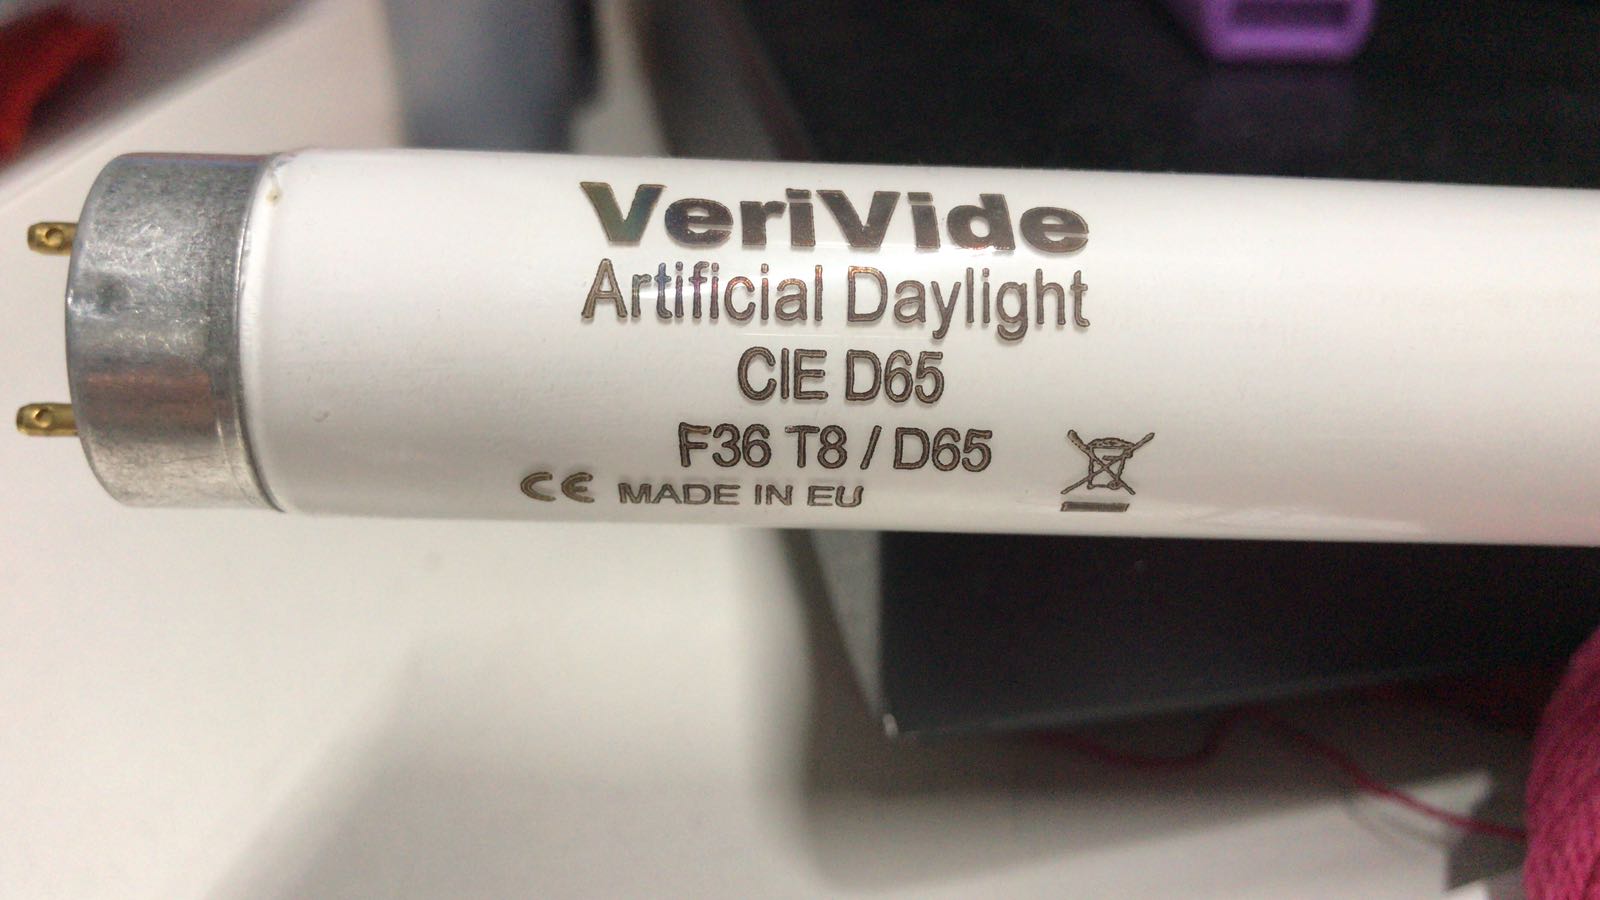 VeriVide
Artificial Daylight
CIE D65
F36 T8 / D65
CE MADE IN EU